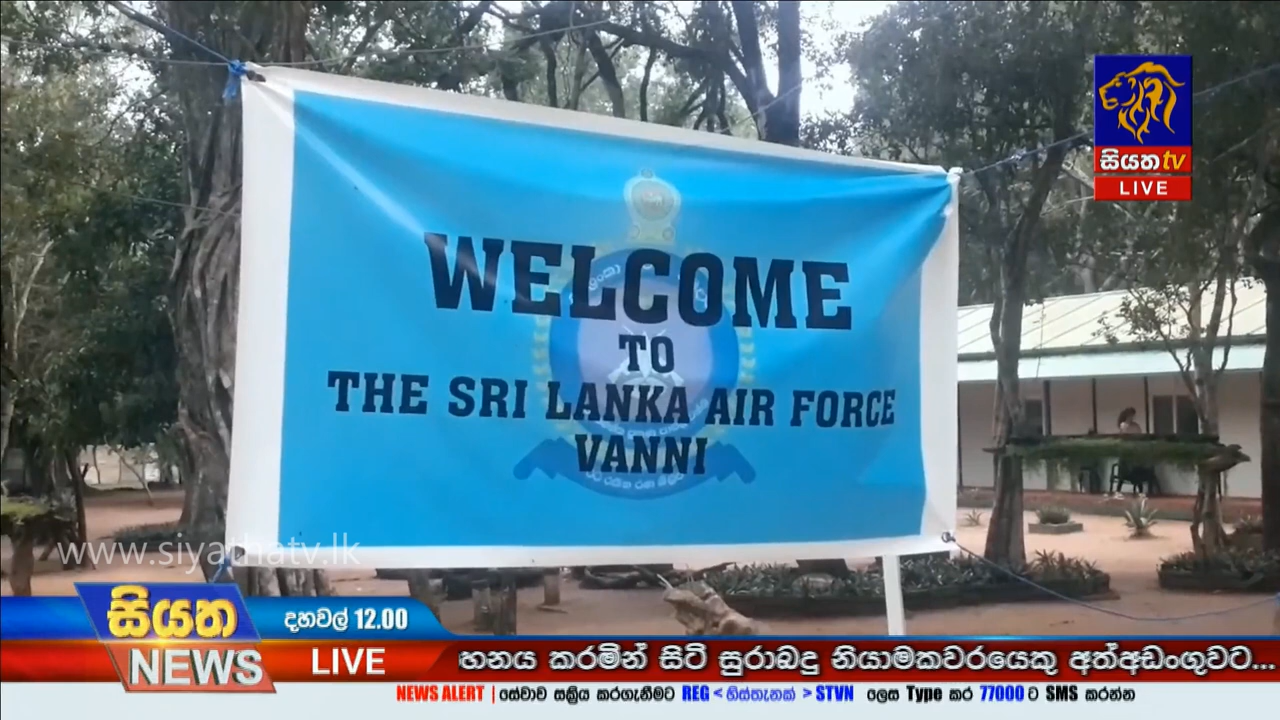 සියත tv
LIVE
WELCOME
TO
THE SRI LANKA AIR FORCE
VANNI
www.siyathatv.lk
සියත
NEWS
දහවල් 12.00
LIVE
හනය කරමින් සිටි සුරාබදු නියාමකවරයෙකු අත්අඩංගුවට...
NEWS ALERT | සේවාව සක්‍රිය කරගැනීමට REG < හිස්තැනක් > STVN ලෙස Type කර 77000 ට SMS කරන්න